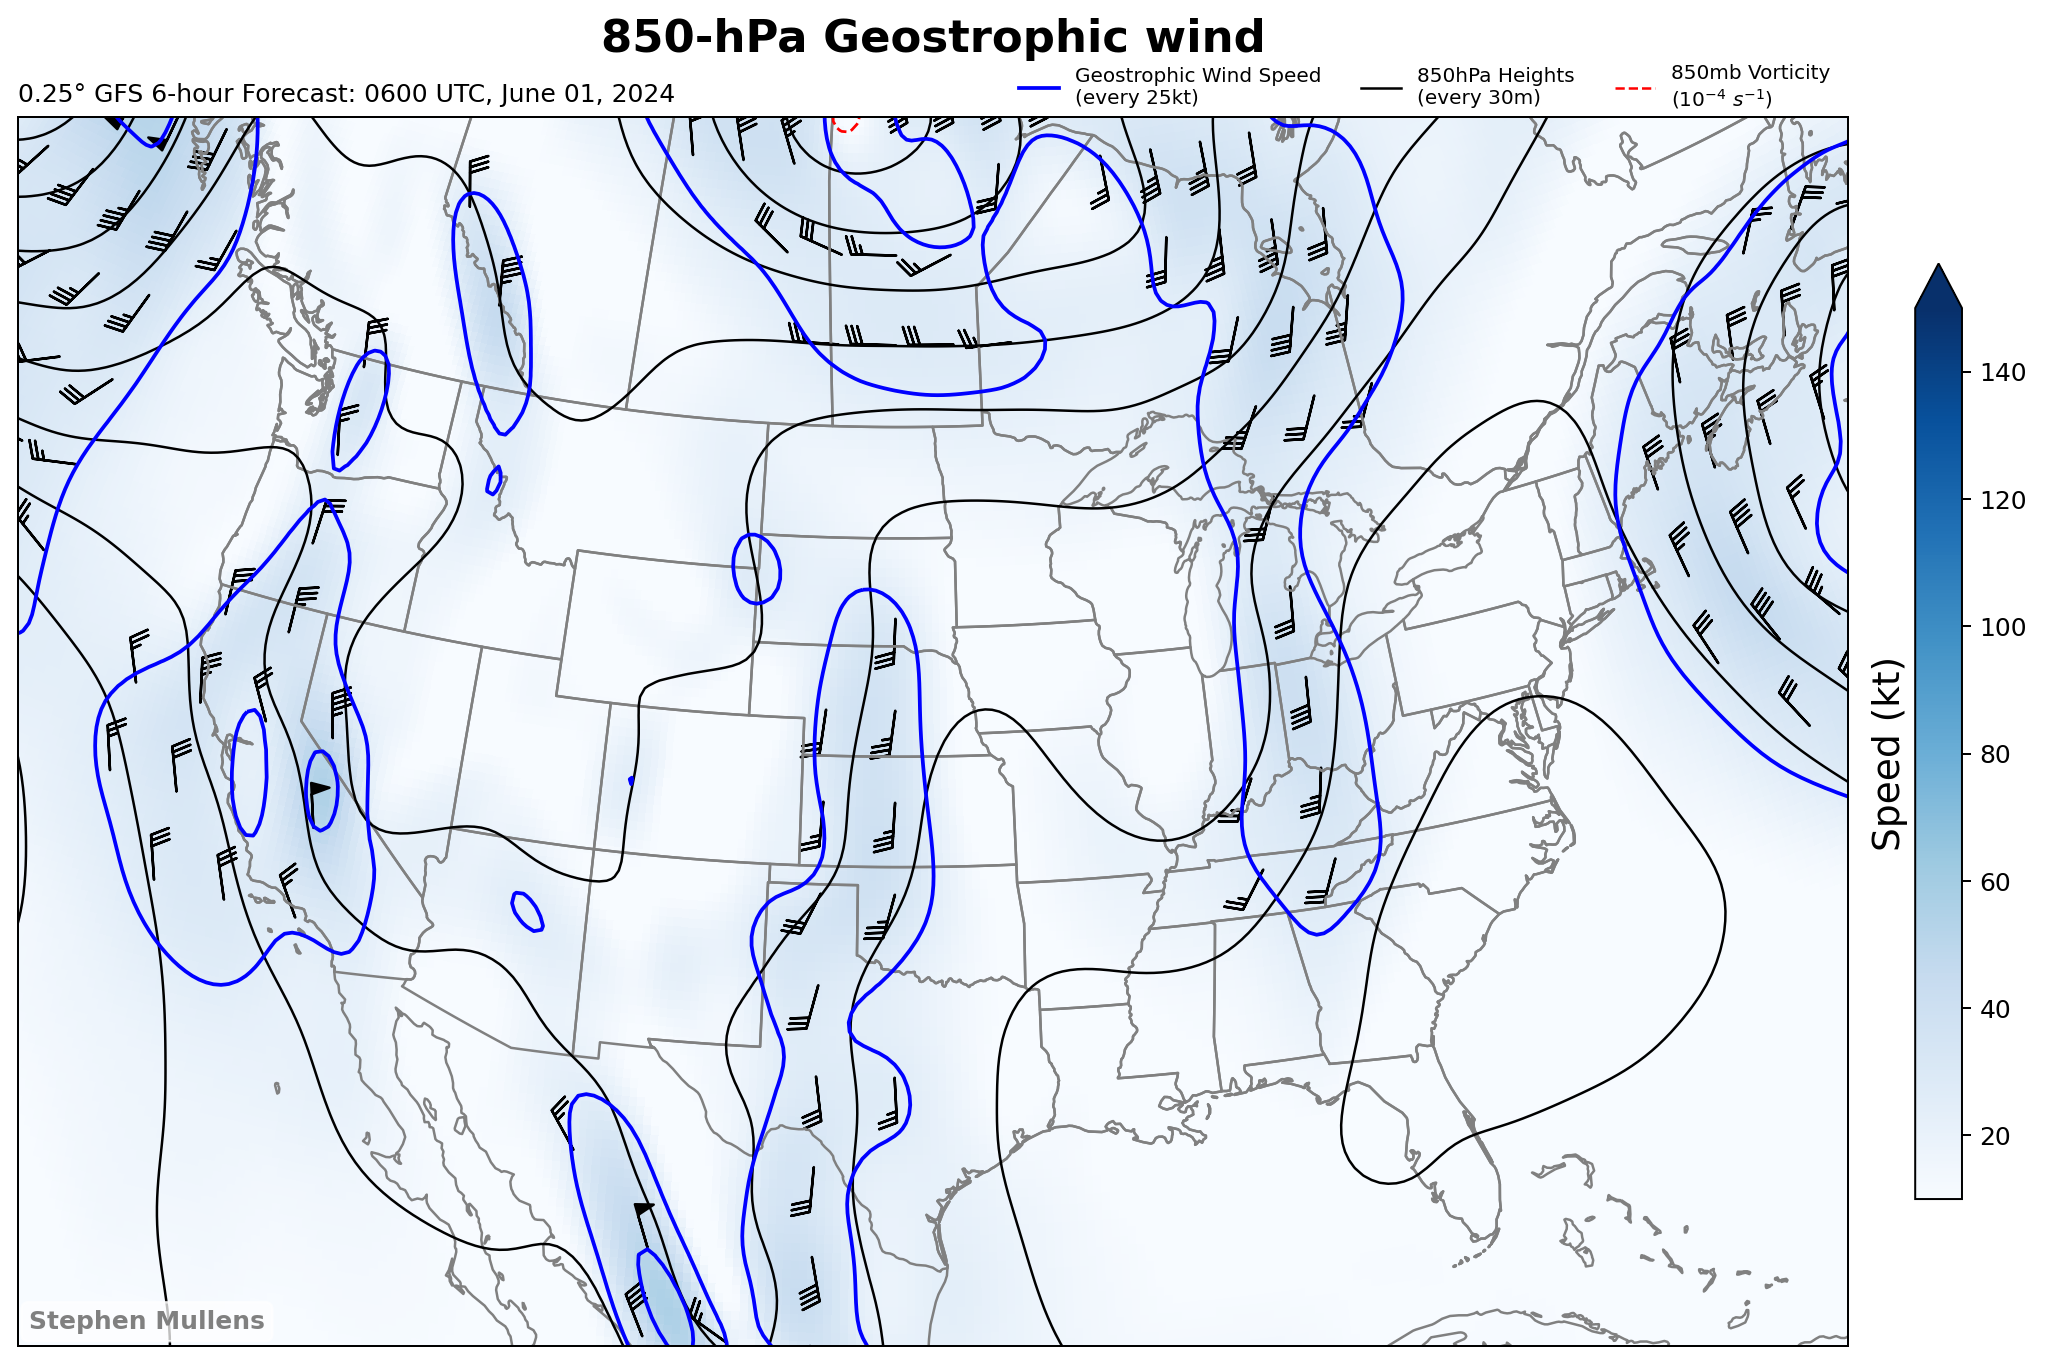 850-hPa Geostrophic wind
0.25° GFS 6-hour Forecast: 0600 UTC, June 01, 2024
Geostrophic Wind Speed
(every 25kt)
850hPa Heights
(every 30m)
850mb Vorticity
(10⁻⁴ s⁻¹)
140
120
100
80
60
40
20
Speed (kt)
Stephen Mullens